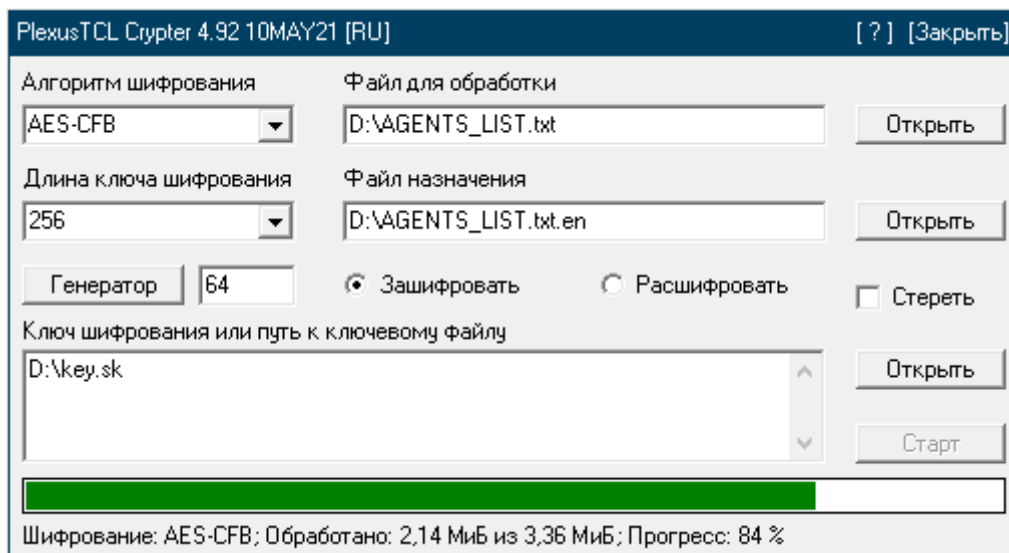 PlexusTCL Crypter 4.92 10MAY21 [RU] [ ? ] [Закрыть]
Алгоритм шифрования Файл для обработки
AES-CFB D:\AGENTS_LIST.txt Открыть
Длина ключа шифрования Файл назначения
256 D:\AGENTS_LIST.txt.en Открыть
Генератор 64 Зашифровать Расшифровать Стереть
Ключ шифрования или путь к ключевому файлу
D:\key.sk Открыть
Старт
Шифрование: AES-CFB; Обработано: 2,14 МиБ из 3,36 МиБ; Прогресс: 84 %